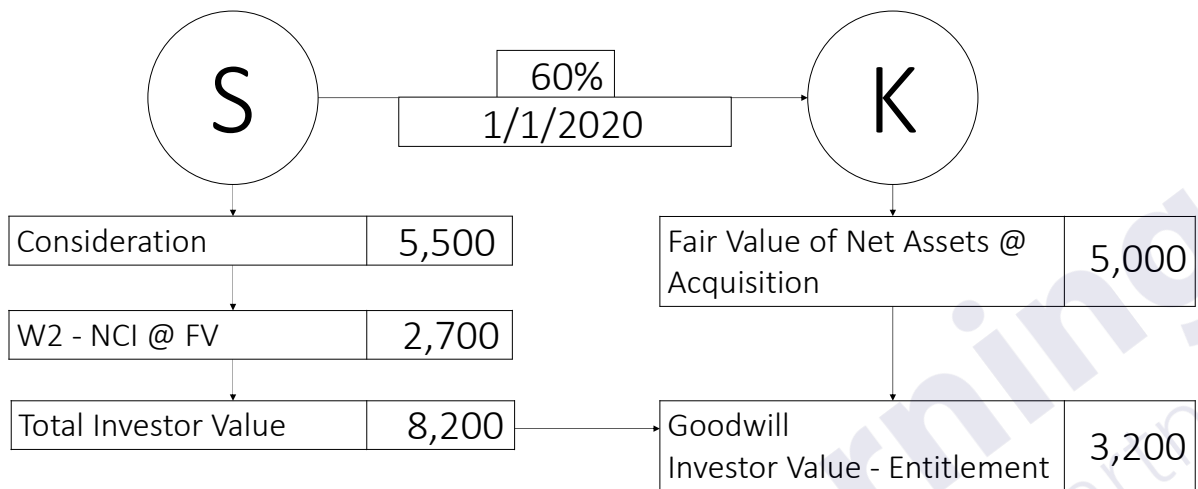 S
60%
1/1/2020
K
Consideration 5,500
W2 - NCI @ FV 2,700
Total Investor Value 8,200
Fair Value of Net Assets @
Acquisition 5,000
Goodwill
Investor Value - Entitlement 3,200